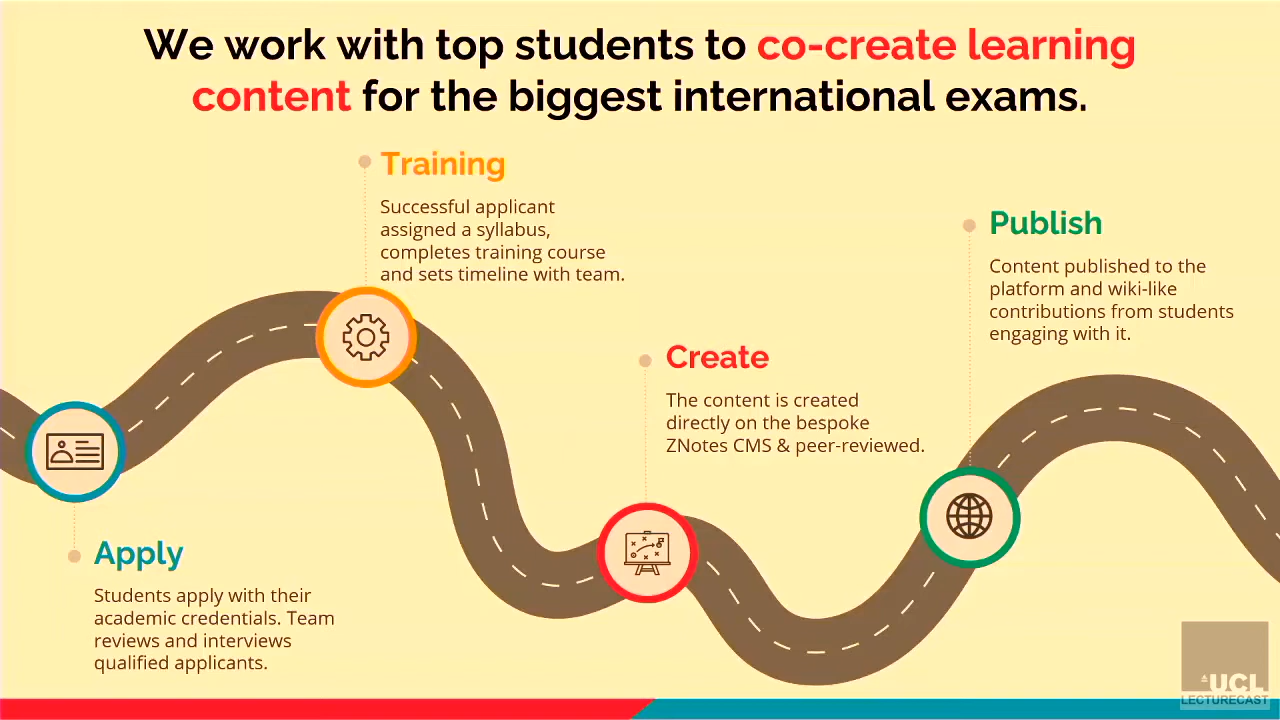 We work with top students to co-create learning
content for the biggest international exams.
Training
Successful applicant
assigned a syllabus,
completes training course
and sets timeline with team.
Publish
Content published to the
platform and wiki-like
contributions from students
engaging with it.
Create
The content is created
directly on the bespoke
ZNotes CMS & peer-reviewed.
Apply
Students apply with their
academic credentials. Team
reviews and interviews
qualified applicants.
UCL
LECTURECAST